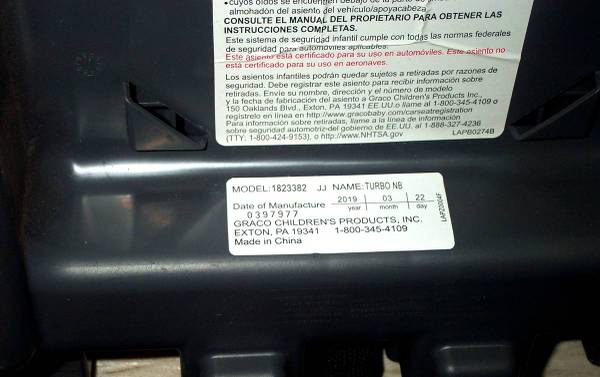 •cuyos oídos se encuentren debajo de la parte
almohadón del asiento del vehículo/apoyacabeza
CONSULTE EL MANUAL DEL PROPIETARIO PARA OBTENER LAS
INSTRUCCIONES COMPLETAS.
Este sistema de seguridad infantil cumple con todas las normas federales
de seguridad para automóviles aplicables.
Este asiento está certificado para su uso en automóviles. Este asiento no
está certificado para su uso en aeronaves.
Los asientos infantiles podrán quedar sujetos a retiradas por razones de
seguridad. Debe registrar este asiento para recibir información sobre
retiradas. Envíe su nombre, dirección y el número de modelo
y la fecha de fabricación del asiento a Graco Children's Products Inc.,
150 Oaklands Blvd., Exton, PA 19341 EE.UU.o llame al 1-800-345-4109 o
regístrelo en línea en http://www.gracobaby.com/carseatregistration
Para información sobre retiradas, llame a la línea de información
sobre seguridad automotriz del gobierno de EE.UU. al 1-888-327-4236
(TTY: 1-800-424-9153), o http://www.NHTSA.gov
LAPB0274B
MODEL:1823382 JJ NAME:TURBO NB
Date of Manufacture 2019 03 22
year month day
0397977
GRACO CHILDREN'S PRODUCTS, INC.
EXTON, PA 19341 1-800-345-4109
Made in China